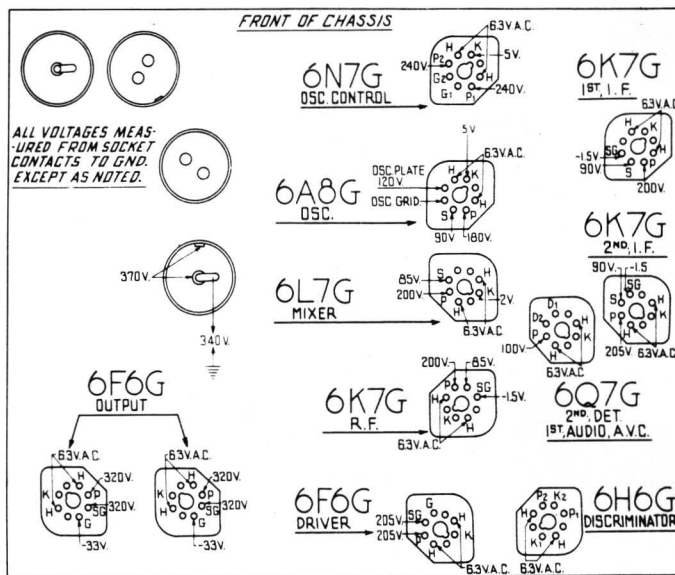 FRONT OF CHASSIS
ALL VOLTAGES MEAS-
-URED FROM SOCKET
CONTACTS TO GND.
EXCEPT AS NOTED.
370V.
340V.
6N7G
OSC. CONTROL
6.3V.A.C.
H
K
5V.
P2
240V.
G2
H
G1
P1
240V.
6K7G
1ST, I.F.
6.3V.A.C.
H
K
-1.5V.
SG
H
90V.
S
P
200V.
6A8G
OSC.
5V
6.3V.A.C.
H
K
OSC PLATE
120V.
OSC GRID.
H
S
P
90V.
180V.
6K7G
2ND, I.F.
90V.
-1.5
SG
S
H
P
K
H
205V.
6.3V.A.C.
6L7G
MIXER
85V.
S
H
200V.
P
K
2V.
H
6.3V.A.C.
D1
D2
H
P
K
100V.
H
6.3V.A.C.
6Q7G
2ND, DET.
1ST, AUDIO, A.V.C.
6K7G
R.F.
200V.
85V.
P
S
SG
-1.5V.
H
K
H
6.3V.A.C.
6F6G
OUTPUT
6.3V.A.C.
H
320V.
K
P
SG
320V
H
G
-33V.
6.3V.A.C.
H
320V.
K
P
SG
320V
H
G
-33V.
6F6G
DRIVER
G
SG
H
205V.
205V.
P
K
H
6.3V.A.C.
6H6G
DISCRIMINATOR
P2
K2
H
P1
K1
H
6.3V.A.C.